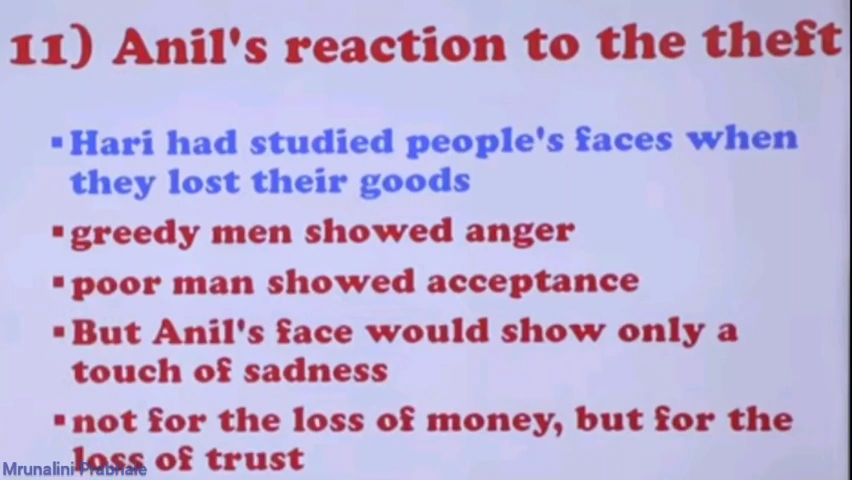 11) Anil's reaction to the theft
▪Hari had studied people's faces when
they lost their goods
▪greedy men showed anger
▪poor man showed acceptance
▪But Anil's face would show only a
touch of sadness
▪not for the loss of money, but for the
loss of trust
Mrunalini Prabhale